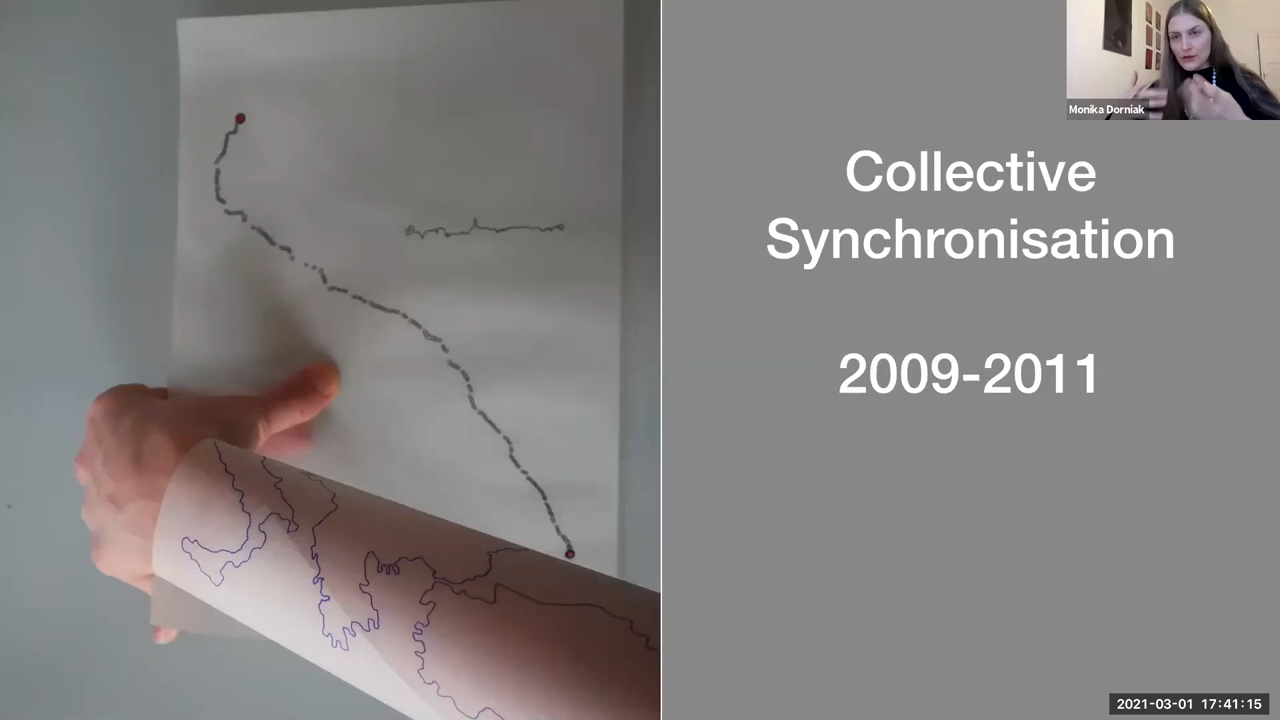 Monika Dorniak
Collective
Synchronisation
2009-2011
2021-03-01 17:41:15